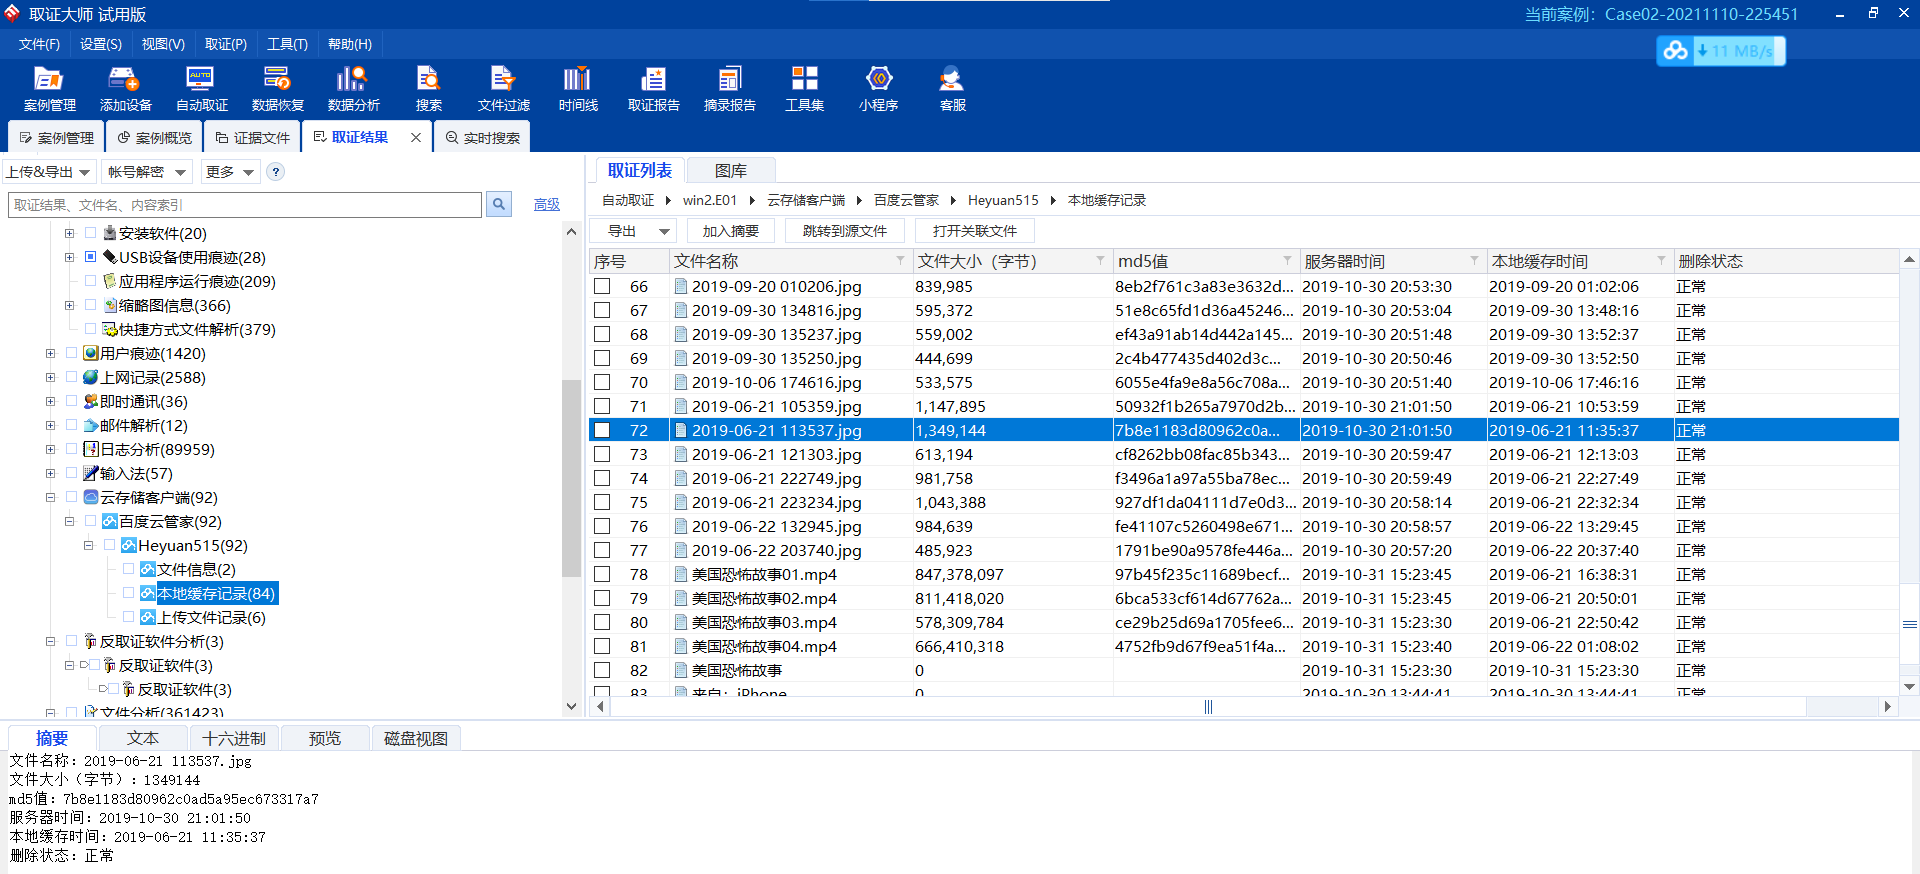 取证大师 试用版
当前案例：Case02-20211110-225451
文件(F) 设置(S) 视图(V) 取证(P) 工具(T) 帮助(H)
11 MB/s
AUTO
案例管理 添加设备 自动取证 数据恢复 数据分析 搜索 文件过滤 时间线 取证报告 摘录报告 工具集 小程序 客服
案例管理 案例概览 证据文件 取证结果 实时搜索
上传&导出 帐号解密 更多 ?
取证结果、文件名、内容索引
高级
安装软件(20)
USB设备使用痕迹(28)
应用程序运行痕迹(209)
缩略图信息(366)
快捷方式文件解析(379)
用户痕迹(1420)
上网记录(2588)
即时通讯(36)
邮件解析(12)
日志分析(89959)
输入法(57)
云存储客户端(92)
百度云管家(92)
Heyuan515(92)
文件信息(2)
本地缓存记录(84)
上传文件记录(6)
反取证软件分析(3)
反取证软件(3)
反取证软件(3)
文件分析(361423)
取证列表 图库
自动取证 win2.E01 云存储客户端 百度云管家 Heyuan515 本地缓存记录
导出 加入摘要 跳转到源文件 打开关联文件
序号 文件名称 文件大小（字节） md5值 服务器时间 本地缓存时间 删除状态
66 2019-09-20 010206.jpg 839,985 8eb2f761c3a83e3632d... 2019-10-30 20:53:30 2019-09-20 01:02:06 正常
67 2019-09-30 134816.jpg 595,372 51e8c65fd1d36a45246... 2019-10-30 20:53:04 2019-09-30 13:48:16 正常
68 2019-09-30 135237.jpg 559,002 ef43a91ab14d442a145... 2019-10-30 20:51:48 2019-09-30 13:52:37 正常
69 2019-09-30 135250.jpg 444,699 2c4b477435d402d3c... 2019-10-30 20:50:46 2019-09-30 13:52:50 正常
70 2019-10-06 174616.jpg 533,575 6055e4fa9e8a56c708a... 2019-10-30 20:51:40 2019-10-06 17:46:16 正常
71 2019-06-21 105359.jpg 1,147,895 50932f1b265a7970d2b... 2019-10-30 21:01:50 2019-06-21 10:53:59 正常
72 2019-06-21 113537.jpg 1,349,144 7b8e1183d80962c0a... 2019-10-30 21:01:50 2019-06-21 11:35:37 正常
73 2019-06-21 121303.jpg 613,194 cf8262bb08fac85b343... 2019-10-30 20:59:47 2019-06-21 12:13:03 正常
74 2019-06-21 222749.jpg 981,758 f3496a1a97a55ba78ec... 2019-10-30 20:59:49 2019-06-21 22:27:49 正常
75 2019-06-21 223234.jpg 1,043,388 927df1da04111d7e0d3... 2019-10-30 20:58:14 2019-06-21 22:32:34 正常
76 2019-06-22 132945.jpg 984,639 fe41107c5260498e671... 2019-10-30 20:58:57 2019-06-22 13:29:45 正常
77 2019-06-22 203740.jpg 485,923 1791be90a9578fe446a... 2019-10-30 20:57:20 2019-06-22 20:37:40 正常
78 美国恐怖故事01.mp4 847,378,097 97b45f235c11689becf... 2019-10-31 15:23:45 2019-06-21 16:38:31 正常
79 美国恐怖故事02.mp4 811,418,020 6bca533cf614d67762a... 2019-10-31 15:23:45 2019-06-21 20:50:01 正常
80 美国恐怖故事03.mp4 578,309,784 ce29b25d69a1705fee6... 2019-10-31 15:23:30 2019-06-21 22:50:42 正常
81 美国恐怖故事04.mp4 666,410,318 4752fb9d67f9ea51f4a... 2019-10-31 15:23:40 2019-06-22 01:08:02 正常
82 美国恐怖故事 0 2019-10-31 15:23:30 2019-10-31 15:23:30 正常
83 来自：iPhone 0 2019-10-30 13:44:41 2019-10-30 13:44:41 正常
摘要 文本 十六进制 预览 磁盘视图
文件名称：2019-06-21 113537.jpg
文件大小（字节）：1349144
md5值：7b8e1183d80962c0ad5a95ec673317a7
服务器时间：2019-10-30 21:01:50
本地缓存时间：2019-06-21 11:35:37
删除状态：正常